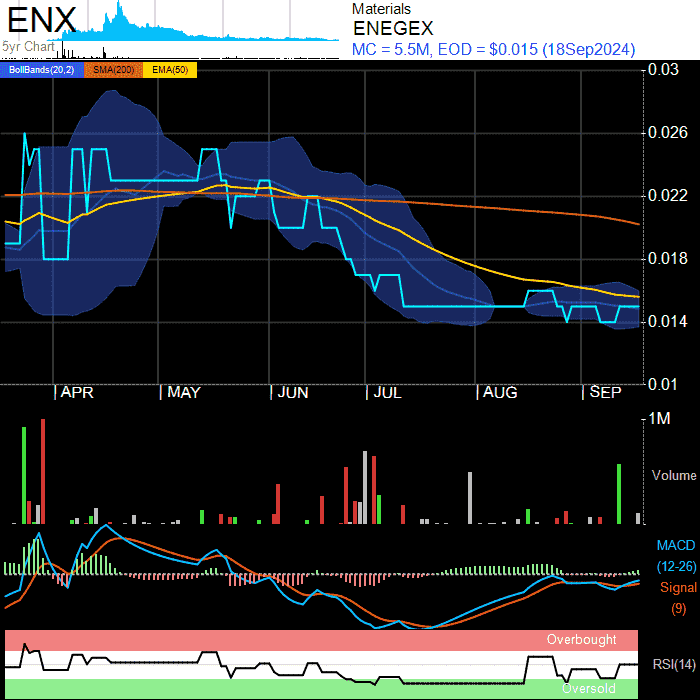 ENX
5yr Chart
Materials
ENEGEX
MC = 5.5M, EOD = $0.015 (18Sep2024)
BollBands(20,2) SMA(200) EMA(50)
0.03
0.026
0.022
0.018
0.014
0.01
APR MAY JUN JUL AUG SEP
1M
Volume
MACD
(12-26)
Signal
(9)
Overbought
RSI(14)
Oversold